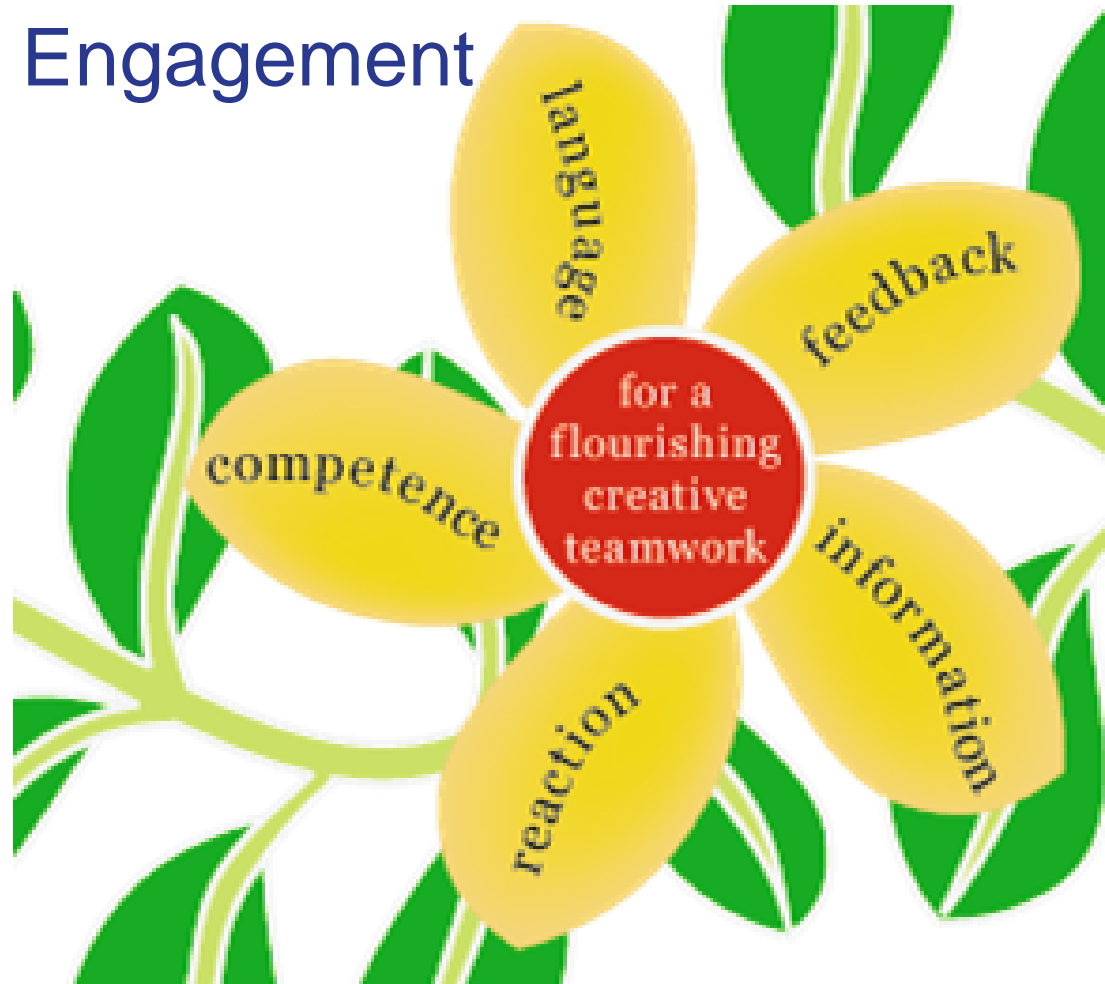 Engagement
language
feedback
information
reaction
competence
for a
flourishing
creative
teamwork